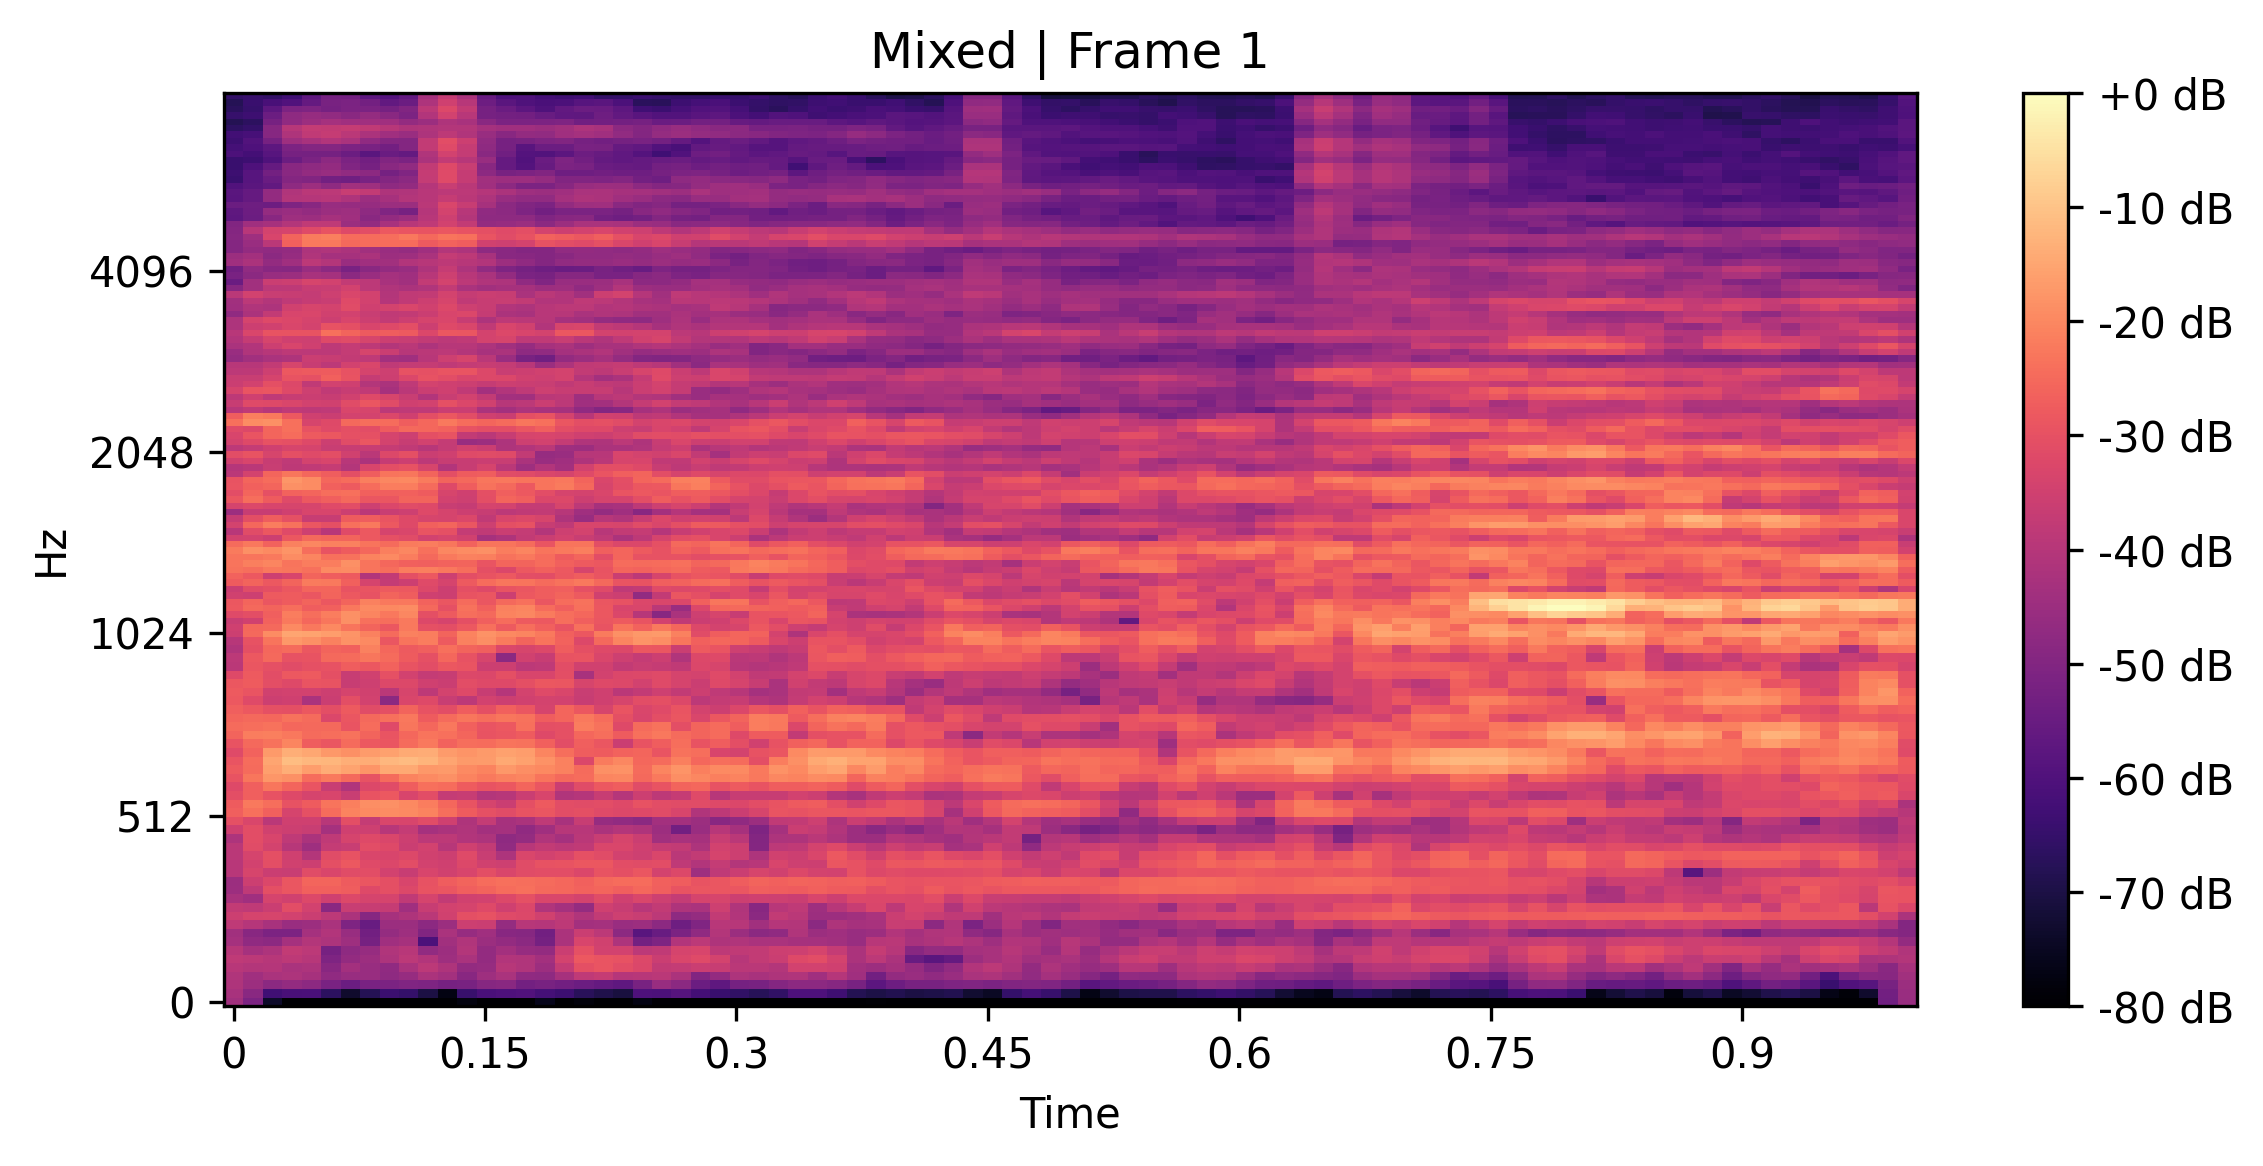 Mixed | Frame 1
Hz
4096
2048
1024
512
0
0 0.15 0.3 0.45 0.6 0.75 0.9
Time
+0 dB
-10 dB
-20 dB
-30 dB
-40 dB
-50 dB
-60 dB
-70 dB
-80 dB